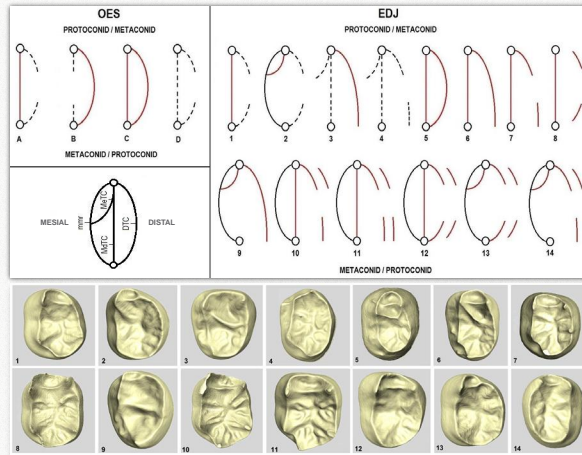 OES
PROTOCONID / METACONID
A B C D
METACONID / PROTOCONID
MESIAL
mmr
MeTC
MdTC
DTC
DISTAL
EDJ
PROTOCONID / METACONID
1 2 3 4 5 6 7 8
9 10 11 12 13 14
METACONID / PROTOCONID
1 2 3 4 5 6 7
8 9 10 11 12 13 14